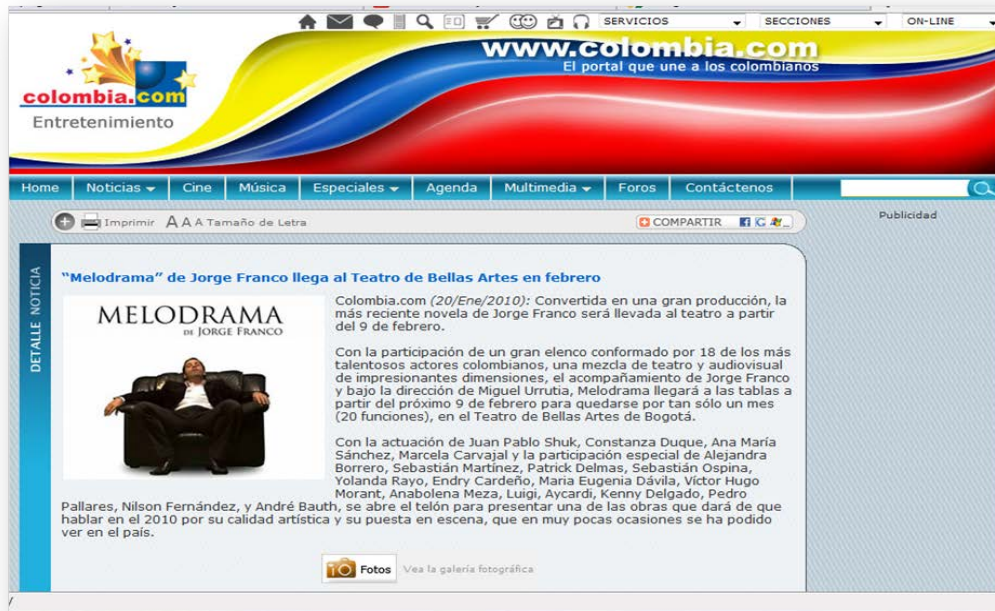 SERVICIOS
SECCIONES
ON-LINE
www.colombia.com
El portal que une a los colombianos
colombia.com
Entretenimiento
Home Noticias Cine Música Especiales Agenda Multimedia Foros Contáctenos
Imprimir A A A Tamaño de Letra
COMPARTIR
Publicidad
DETALLE NOTICIA
"Melodrama" de Jorge Franco llega al Teatro de Bellas Artes en febrero
MELODRAMA
DE JORGE FRANCO
Colombia.com (20/Ene/2010): Convertida en una gran producción, la
más reciente novela de Jorge Franco será llevada al teatro a partir
del 9 de febrero.
Con la participación de un gran elenco conformado por 18 de los más
talentosos actores colombianos, una mezcla de teatro y audiovisual
de impresionantes dimensiones, el acompañamiento de Jorge Franco
y bajo la dirección de Miguel Urrutia, Melodrama llegará a las tablas a
partir del próximo 9 de febrero para quedarse por tan sólo un mes
(20 funciones), en el Teatro de Bellas Artes de Bogotá.
Con la actuación de Juan Pablo Shuk, Constanza Duque, Ana María
Sánchez, Marcela Carvajal y la participación especial de Alejandra
Borrero, Sebastián Martínez, Patrick Delmas, Sebastián Ospina,
Yolanda Rayo, Endry Cardeño, Maria Eugenia Dávila, Víctor Hugo
Morant, Anabolena Meza, Luigi, Aycardi, Kenny Delgado, Pedro
Pallares, Nilson Fernández, y André Bauth, se abre el telón para presentar una de las obras que dará de que
hablar en el 2010 por su calidad artística y su puesta en escena, que en muy pocas ocasiones se ha podido
ver en el país.
Fotos Vea la galería fotográfica